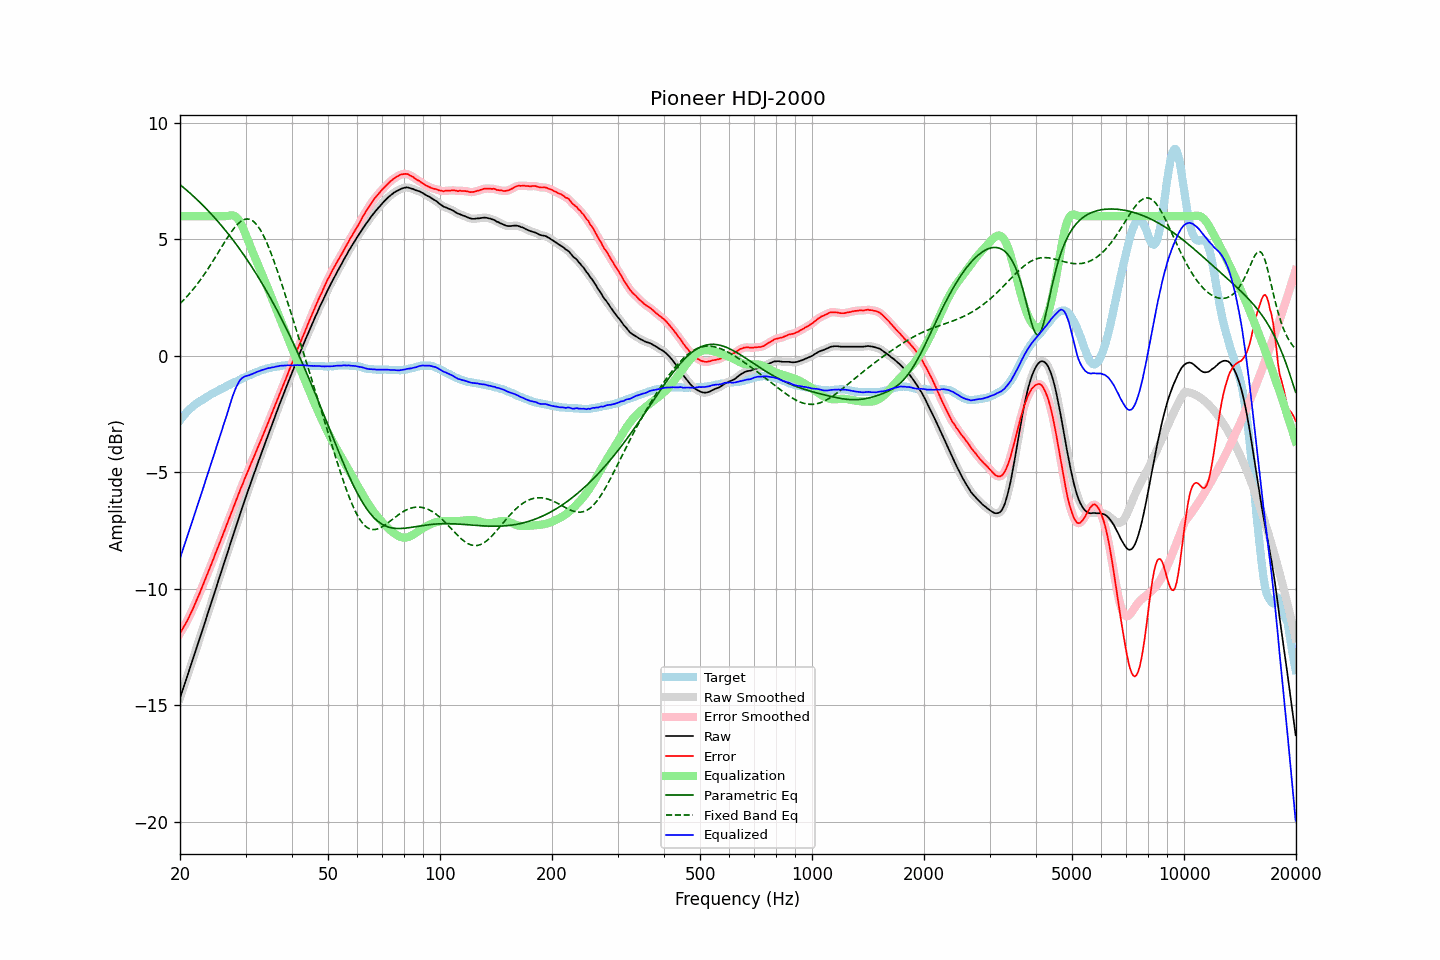 Pioneer HDJ-2000
Amplitude (dBr)
10
5
0
−5
−10
−15
−20
Target
Raw Smoothed
Error Smoothed
Raw
Error
Equalization
Parametric Eq
Fixed Band Eq
Equalized
20 50 100 200 500 1000 2000 5000 10000 20000
Frequency (Hz)